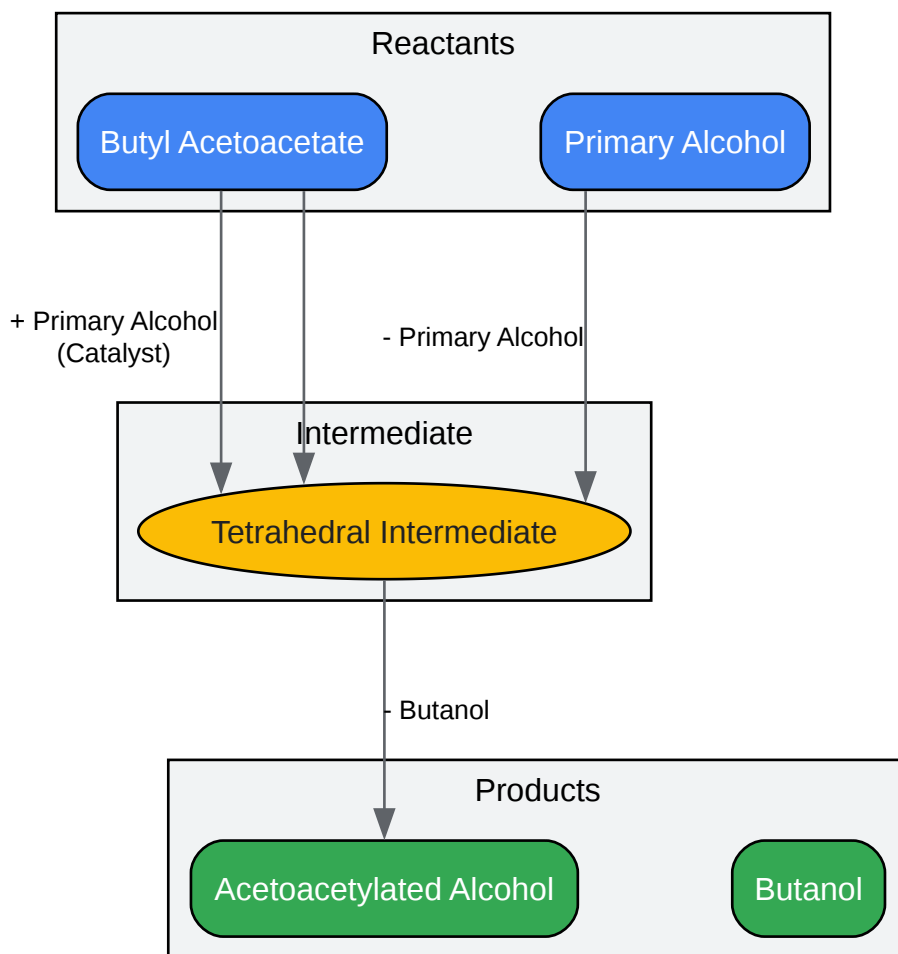 Reactants
Butyl Acetoacetate
Primary Alcohol
+ Primary Alcohol
(Catalyst)
- Primary Alcohol
Intermediate
Tetrahedral Intermediate
- Butanol
Products
Acetoacetylated Alcohol
Butanol